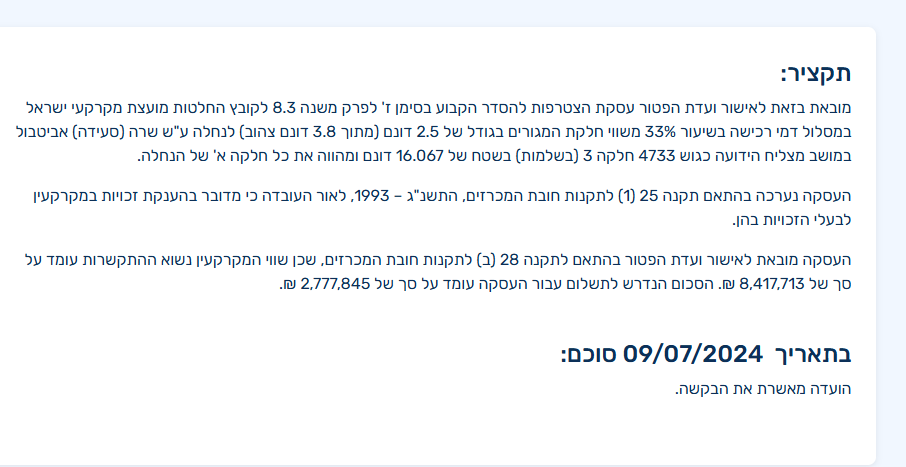 תקציר:
מובאת בזאת לאישור ועדת הפטור עסקת הצטרפות להסדר הקבוע בסימן ז' לפרק משנה 8.3 לקובץ החלטות מועצת מקרקעי ישראל
במסלול דמי רכישה בשיעור 33% משווי חלקת המגורים בגודל של 2.5 דונם (מתוך 3.8 דונם צהוב) לנחלה ע"ש שרה (סעידה) אביטבול
במושב מצליח הידועה כגוש 4733 חלקה 3 (בשלמות) בשטח של 16.067 דונם ומהווה את כל חלקה א' של הנחלה.
העסקה נערכה בהתאם תקנה 25 (1) לתקנות חובת המכרזים, התשנ"ג – 1993, לאור העובדה כי מדובר בהענקת זכויות במקרקעין
לבעלי הזכויות בהן.
העסקה מובאת לאישור ועדת הפטור בהתאם לתקנה 28 (ב) לתקנות חובת המכרזים, שכן שווי המקרקעין נשוא ההתקשרות עומד על
סך של 8,417,713 ₪. הסכום הנדרש לתשלום עבור העסקה עומד על סך של 2,777,845 ₪.
בתאריך 09/07/2024 סוכם:
הועדה מאשרת את הבקשה.